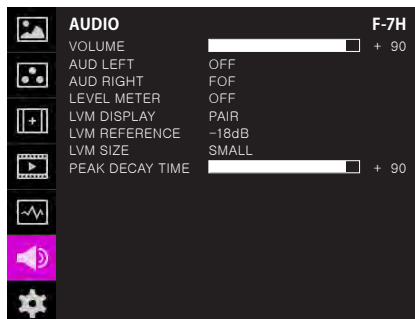 AUDIO F-7H
VOLUME + 90
AUD LEFT OFF
AUD RIGHT FOF
LEVEL METER OFF
LVM DISPLAY PAIR
LVM REFERENCE -18dB
LVM SIZE SMALL
PEAK DECAY TIME + 90